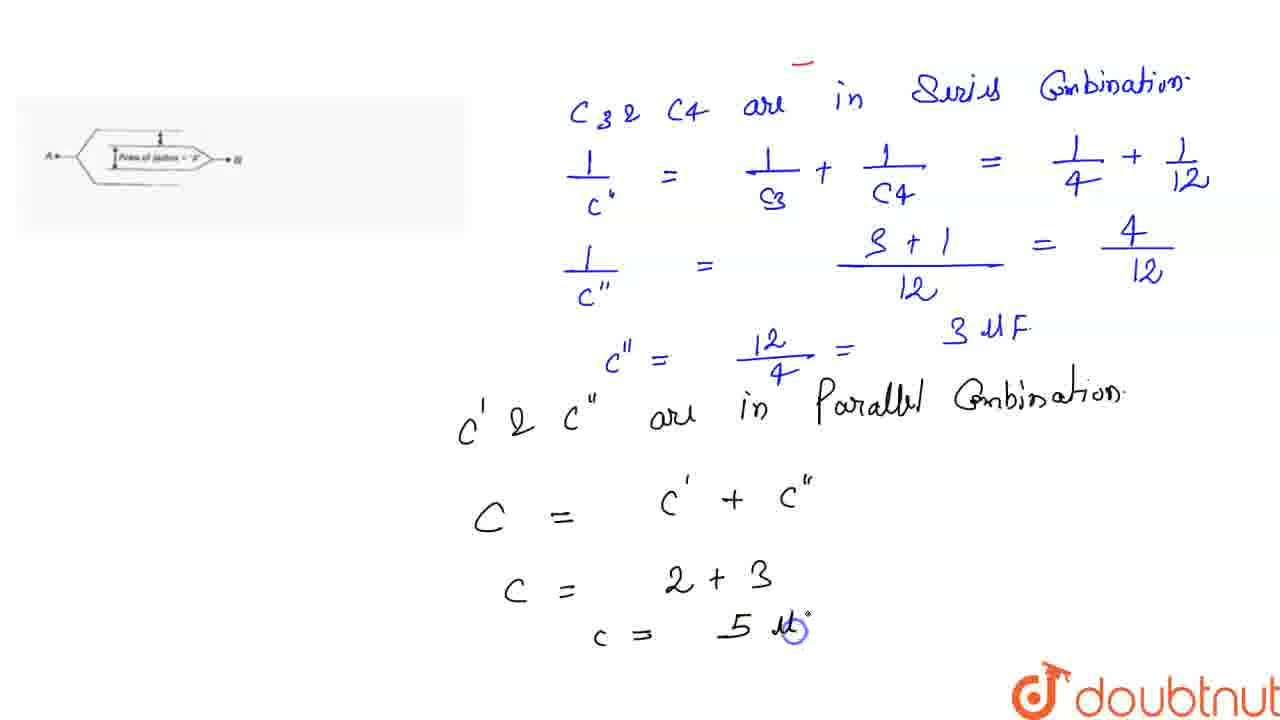 C3 & C4 are in Series Combination.
1/C" = 1/C3 + 1/C4 = 1/4 + 1/12
1/C" = 3 + 1/12 = 4/12
C" = 12/4 = 3 μF
C' & C" are in Parallel Combination.
C = C' + C"
C = 2 + 3
C = 5 μ
A
B
doubtnut